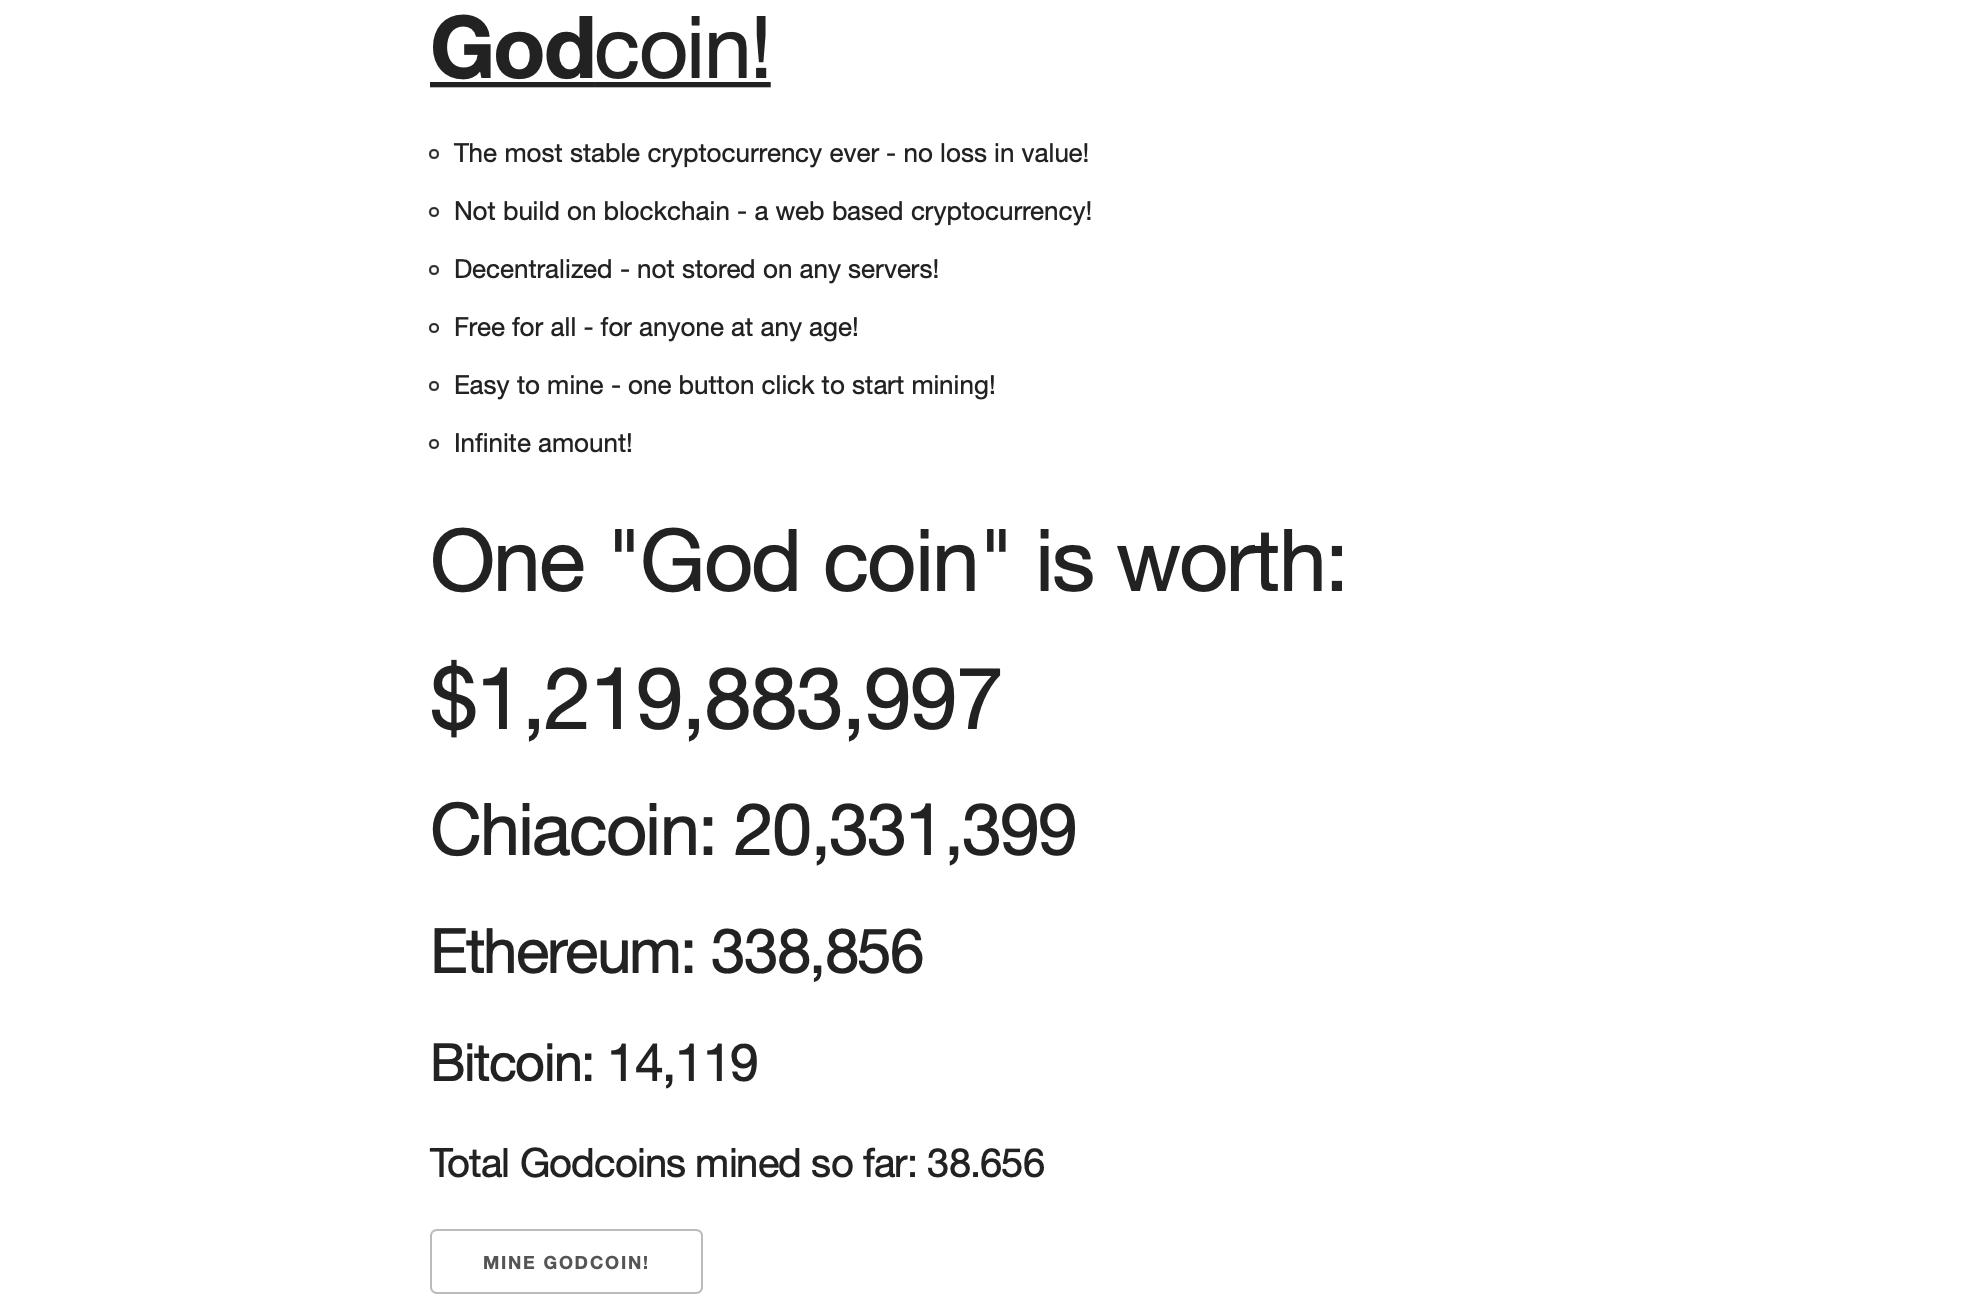 Godcoin!
The most stable cryptocurrency ever - no loss in value!
Not build on blockchain - a web based cryptocurrency!
Decentralized - not stored on any servers!
Free for all - for anyone at any age!
Easy to mine - one button click to start mining!
Infinite amount!
One "God coin" is worth:
$1,219,883,997
Chiacoin: 20,331,399
Ethereum: 338,856
Bitcoin: 14,119
Total Godcoins mined so far: 38.656
MINE GODCOIN!